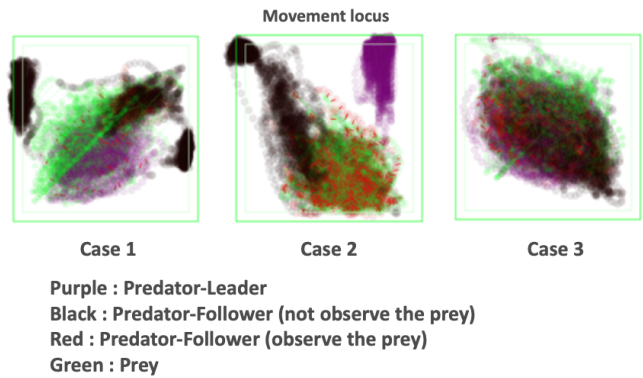 Movement locus
Case 1
Case 2
Case 3
Purple : Predator-Leader
Black : Predator-Follower (not observe the prey)
Red : Predator-Follower (observe the prey)
Green : Prey